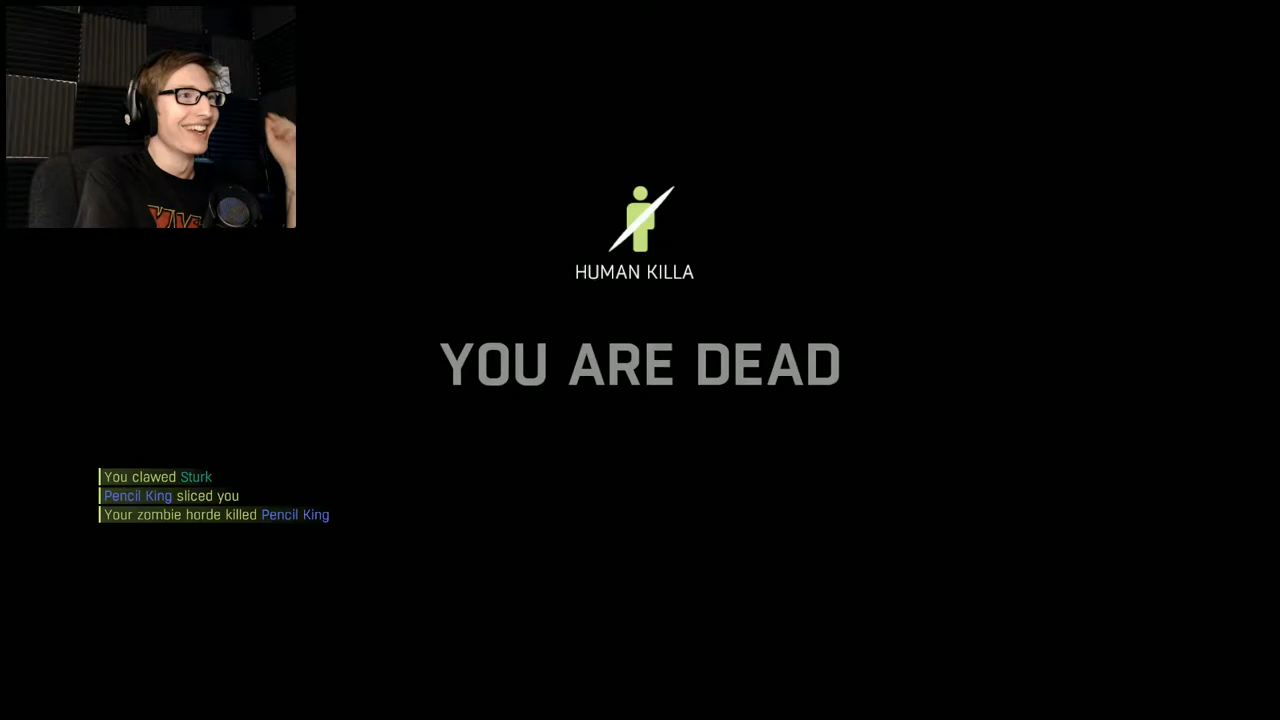 HUMAN KILLA
YOU ARE DEAD
You clawed Sturk
Pencil King sliced you
Your zombie horde killed Pencil King